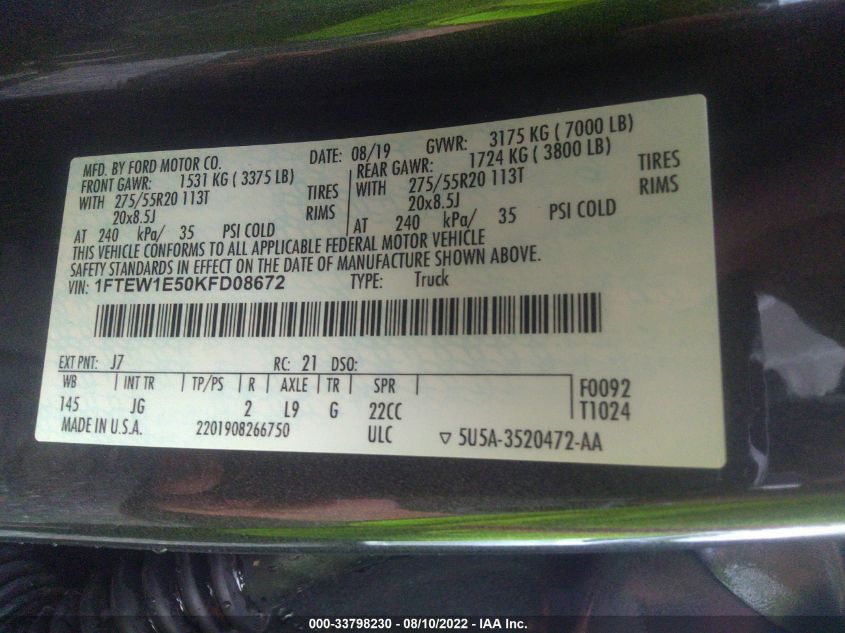 MFD. BY FORD MOTOR CO. DATE: 08/19 GVWR: 3175 KG ( 7000 LB)
FRONT GAWR: 1531 KG ( 3375 LB) REAR GAWR: 1724 KG ( 3800 LB)
WITH 275/55R20 113T TIRES WITH 275/55R20 113T TIRES
20x8.5J RIMS 20x8.5J RIMS
AT 240 kPa/ 35 PSI COLD AT 240 kPa/ 35 PSI COLD
THIS VEHICLE CONFORMS TO ALL APPLICABLE FEDERAL MOTOR VEHICLE
SAFETY STANDARDS IN EFFECT ON THE DATE OF MANUFACTURE SHOWN ABOVE.
VIN: 1FTEW1E50KFD08672 TYPE: Truck
EXT PNT: J7 RC: 21 DSO:
WB INT TR TP/PS R AXLE TR SPR F0092
145 JG 2 L9 G 22CC T1024
MADE IN U.S.A. 2201908266750 ULC ▽ 5U5A-3520472-AA
000-33798230 - 08/10/2022 - IAA Inc.